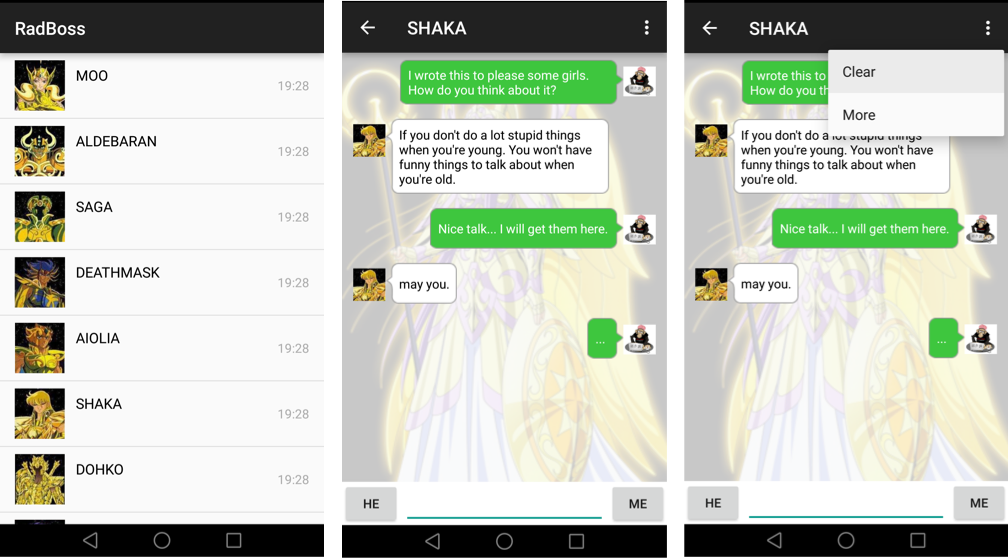 RadBoss
MOO
19:28
ALDEBARAN
19:28
SAGA
19:28
DEATHMASK
19:28
AIOLIA
19:28
SHAKA
19:28
DOHKO
19:28
SHAKA
I wrote this to please some girls.
How do you think about it?
If you don't do a lot stupid things
when you're young. You won't have
funny things to talk about when
you're old.
Nice talk... I will get them here.
may you.
...
HE
ME
SHAKA
Clear
More
I wrote this to
How do you th
If you don't do a lot stupid things
when you're young. You won't have
funny things to talk about when
you're old.
Nice talk... I will get them here.
may you.
...
HE
ME